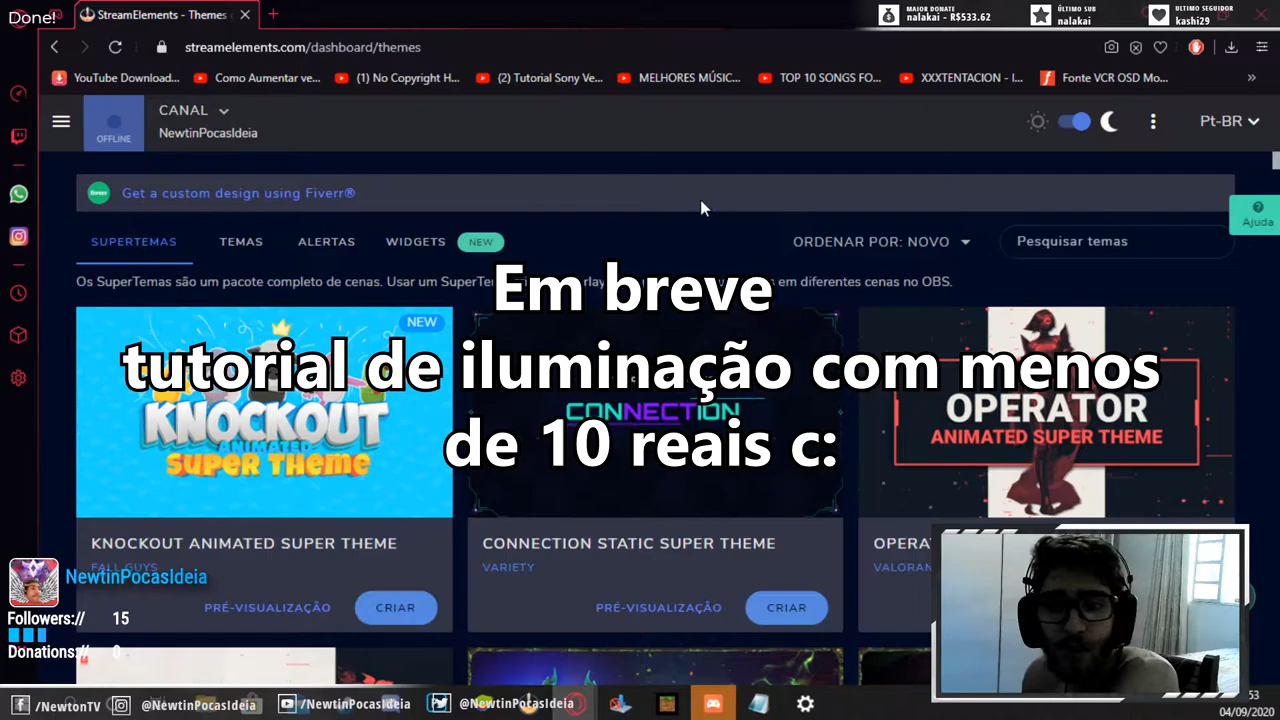 Done!
StreamElements - Themes
MAIOR DONATE
nalakai - R$533.62
ÚLTIMO SUB
nalakai
ULTIMO SEGUIDOR
kashi29
streamelements.com/dashboard/themes
YouTube Download...
Como Aumentar ve...
(1) No Copyright H...
(2) Tutorial Sony Ve...
MELHORES MÚSIC...
TOP 10 SONGS FO...
XXXTENTACION - I...
Fonte VCR OSD Mo...
OFFLINE
CANAL
NewtinPocasIdeia
Pt-BR
fiverr
Get a custom design using Fiverr®
Ajuda
SUPERTEMAS
TEMAS
ALERTAS
WIDGETS
NEW
ORDENAR POR: NOVO
Pesquisar temas
Os SuperTemas são um pacote completo de cenas. Usar um SuperTem
em diferentes cenas no OBS.
Em breve
tutorial de iluminação com menos
de 10 reais c:
NEW
KNOCKOUT
ANIMATED
SUPER THEME
CONNECTION
OPERATOR
ANIMATED SUPER THEME
KNOCKOUT ANIMATED SUPER THEME
FALL GUYS
PRÉ-VISUALIZAÇÃO
CRIAR
CONNECTION STATIC SUPER THEME
VARIETY
PRÉ-VISUALIZAÇÃO
CRIAR
OPERA
VALORAN
NewtinPocasIdeia
Followers:// 15
Donations:// 0
/NewtonTV
@NewtinPocasIdeia
/NewtinPocasIdeia
@NewtinPocasIdeia
53
04/09/2020